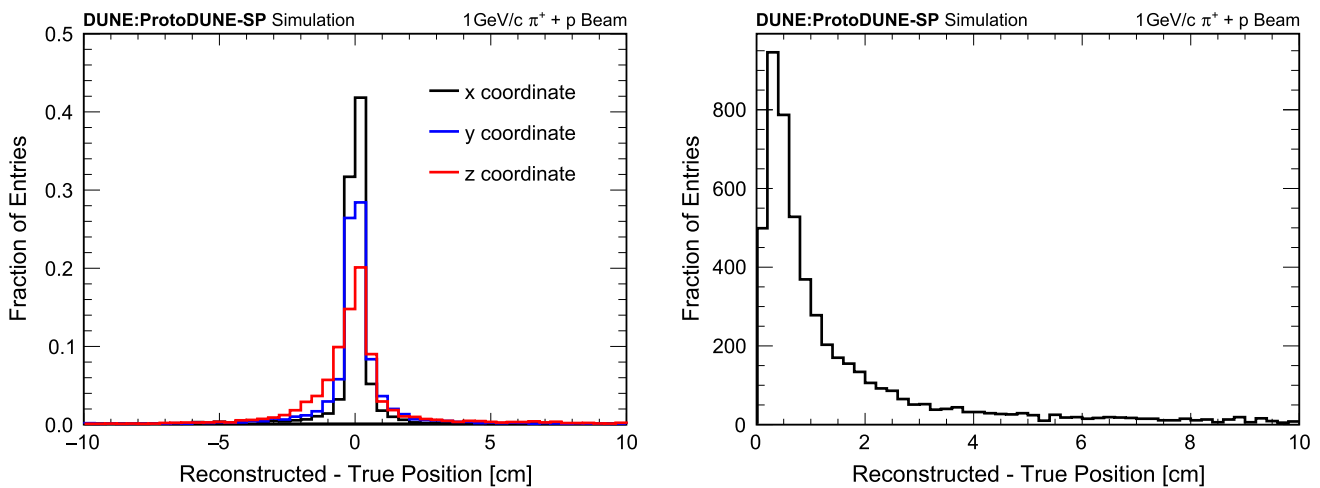 DUNE:ProtoDUNE-SP Simulation 1GeV/c π⁺ + p Beam
0.5
0.4
0.3
0.2
0.1
0.0
Fraction of Entries
x coordinate
y coordinate
z coordinate
−10 −5 0 5 10
Reconstructed - True Position [cm]
DUNE:ProtoDUNE-SP Simulation 1GeV/c π⁺ + p Beam
800
600
400
200
0
Fraction of Entries
0 2 4 6 8 10
Reconstructed - True Position [cm]